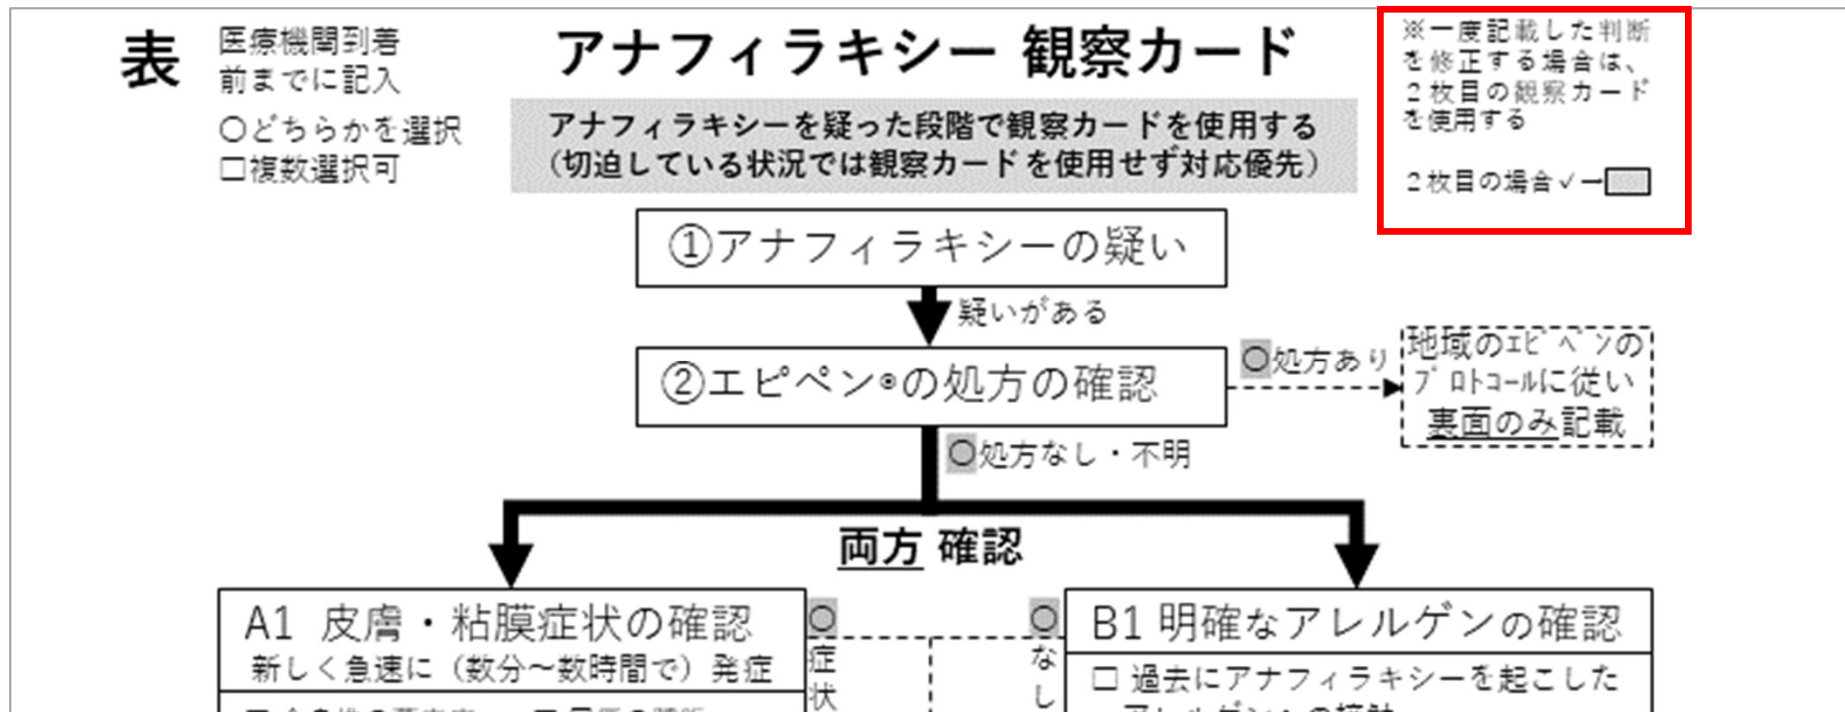 表
医療機関到着
前までに記入
○どちらかを選択
□複数選択可
アナフィラキシー 観察カード
アナフィラキシーを疑った段階で観察カードを使用する
（切迫している状況では観察カードを使用せず対応優先）
※一度記載した判断
を修正する場合は、
２枚目の観察カード
を使用する
２枚目の場合✓→
①アナフィラキシーの疑い
疑いがある
②エピペン®の処方の確認
○処方あり
地域のｴﾋﾟﾍﾟﾝの
ﾌﾟﾛﾄｺｰﾙに従い
裏面のみ記載
○処方なし・不明
両方 確認
A1 皮膚・粘膜症状の確認
新しく急速に（数分～数時間で）発症
○
症
状
○
な
し
B1 明確なアレルゲンの確認
□ 過去にアナフィラキシーを起こした